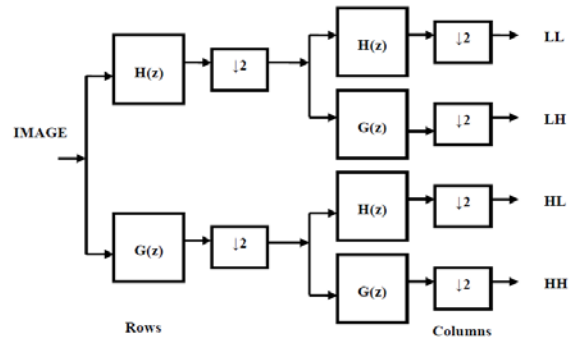 H(z) ↓2 H(z) ↓2 LL
G(z) ↓2 LH
IMAGE
G(z) ↓2 H(z) ↓2 HL
G(z) ↓2 HH
Rows Columns